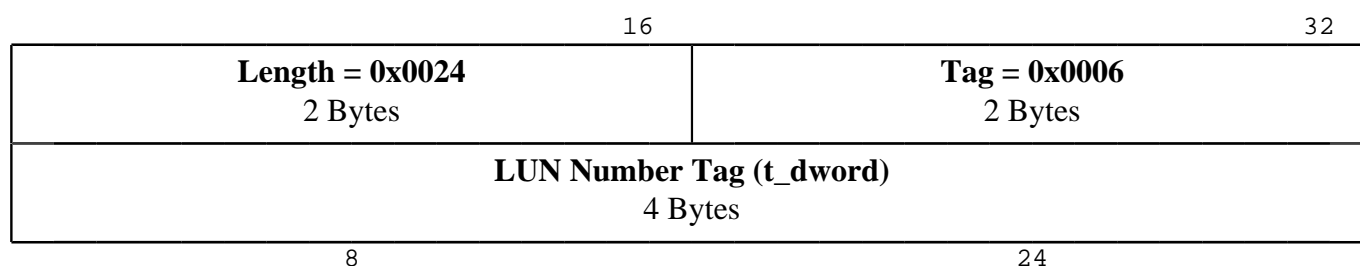 16 32
Length = 0x0024 Tag = 0x0006
2 Bytes 2 Bytes
LUN Number Tag (t_dword)
4 Bytes
8 24